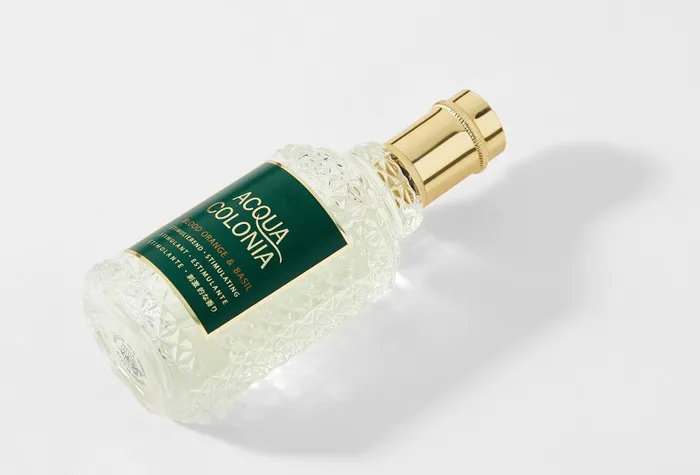 ACQUA
COLONIA
BLOOD ORANGE & BASIL
STIMULIEREND · STIMULATING
STIMULANT · ESTIMULANTE
STIMOLANTE · 刺激的な香り